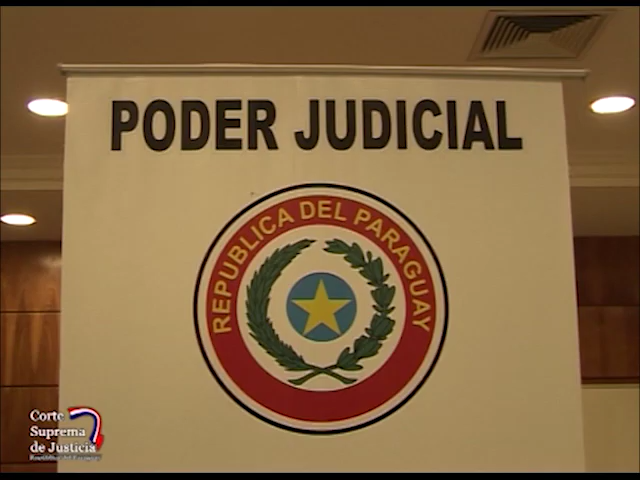 PODER JUDICIAL
REPUBLICA DEL PARAGUAY
Corte
Suprema
de Justicia